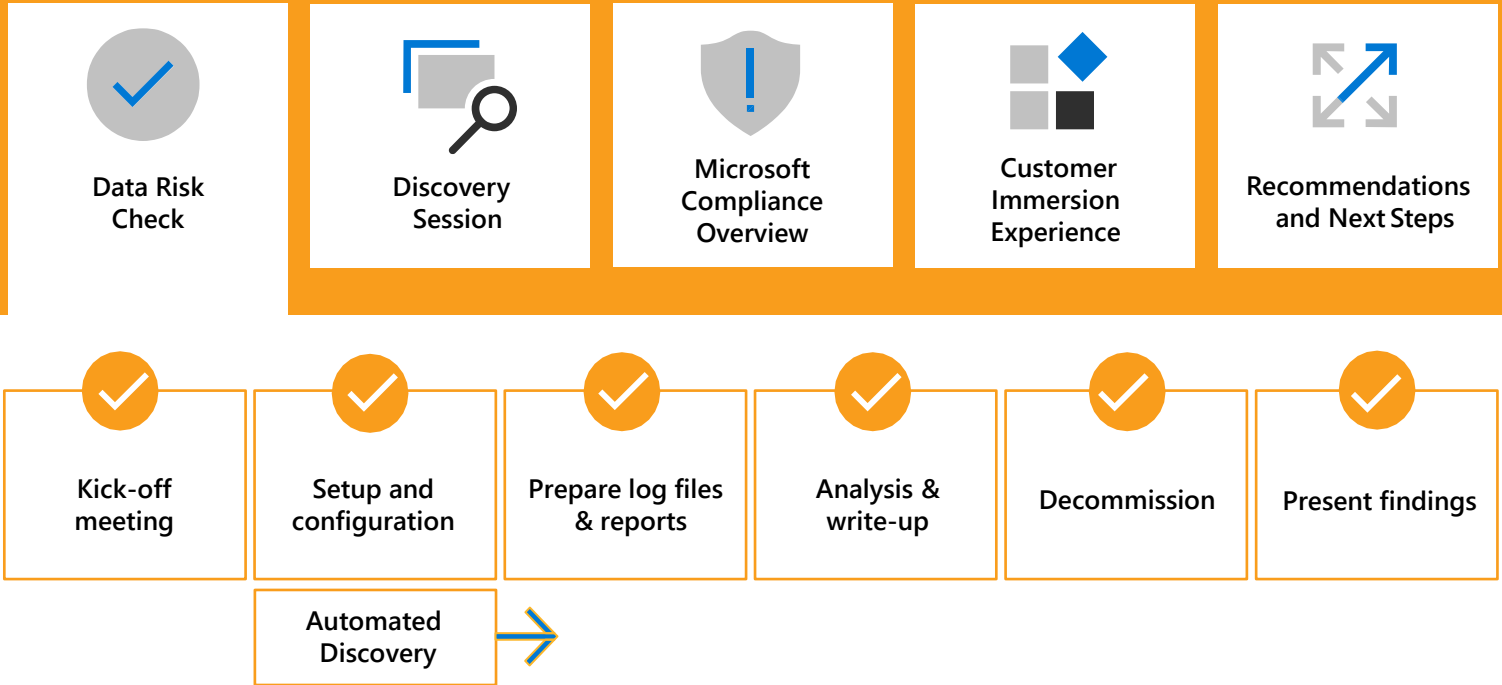 Data Risk
Check
Discovery
Session
Microsoft
Compliance
Overview
Customer
Immersion
Experience
Recommendations
and Next Steps
Kick-off
meeting
Setup and
configuration
Prepare log files
& reports
Analysis &
write-up
Decommission
Present findings
Automated
Discovery